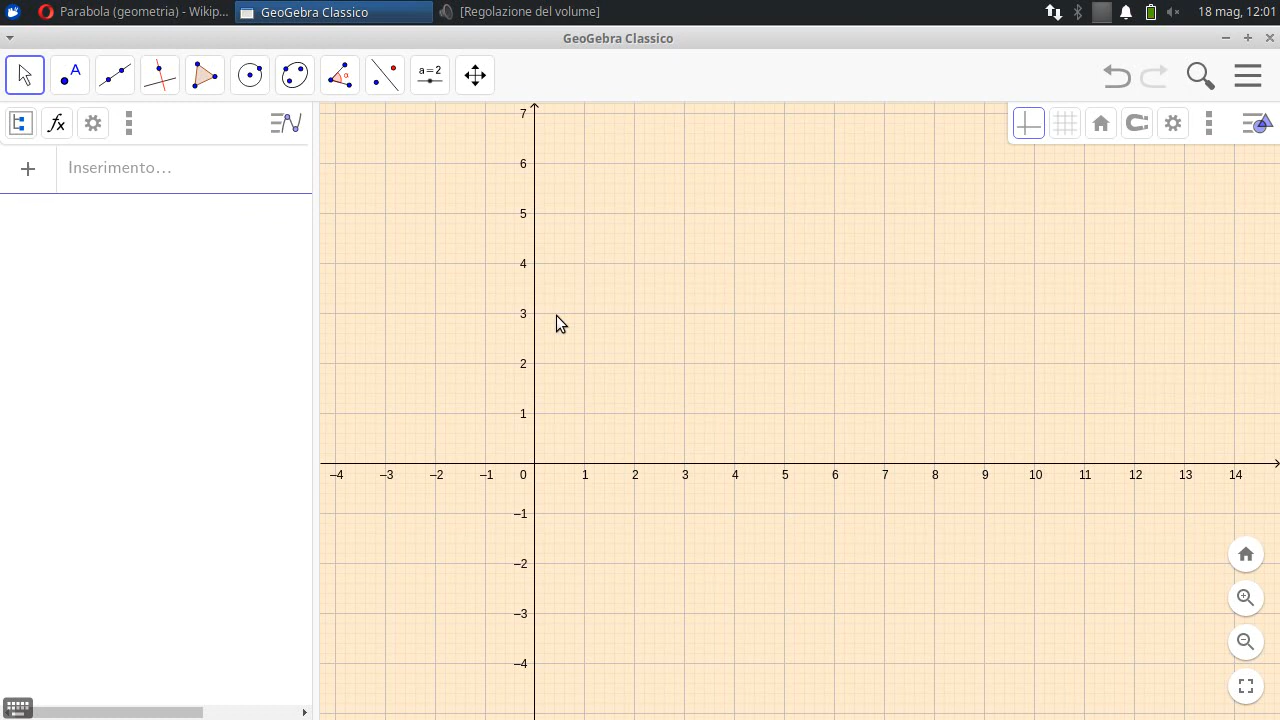 Parabola (geometria) - Wikip...
GeoGebra Classico
[Regolazione del volume]
18 mag, 12:01
GeoGebra Classico
A
α
a=2
fx
Inserimento…
7
6
5
4
3
2
1
–4 –3 –2 –1 0 1 2 3 4 5 6 7 8 9 10 11 12 13 14
–1
–2
–3
–4